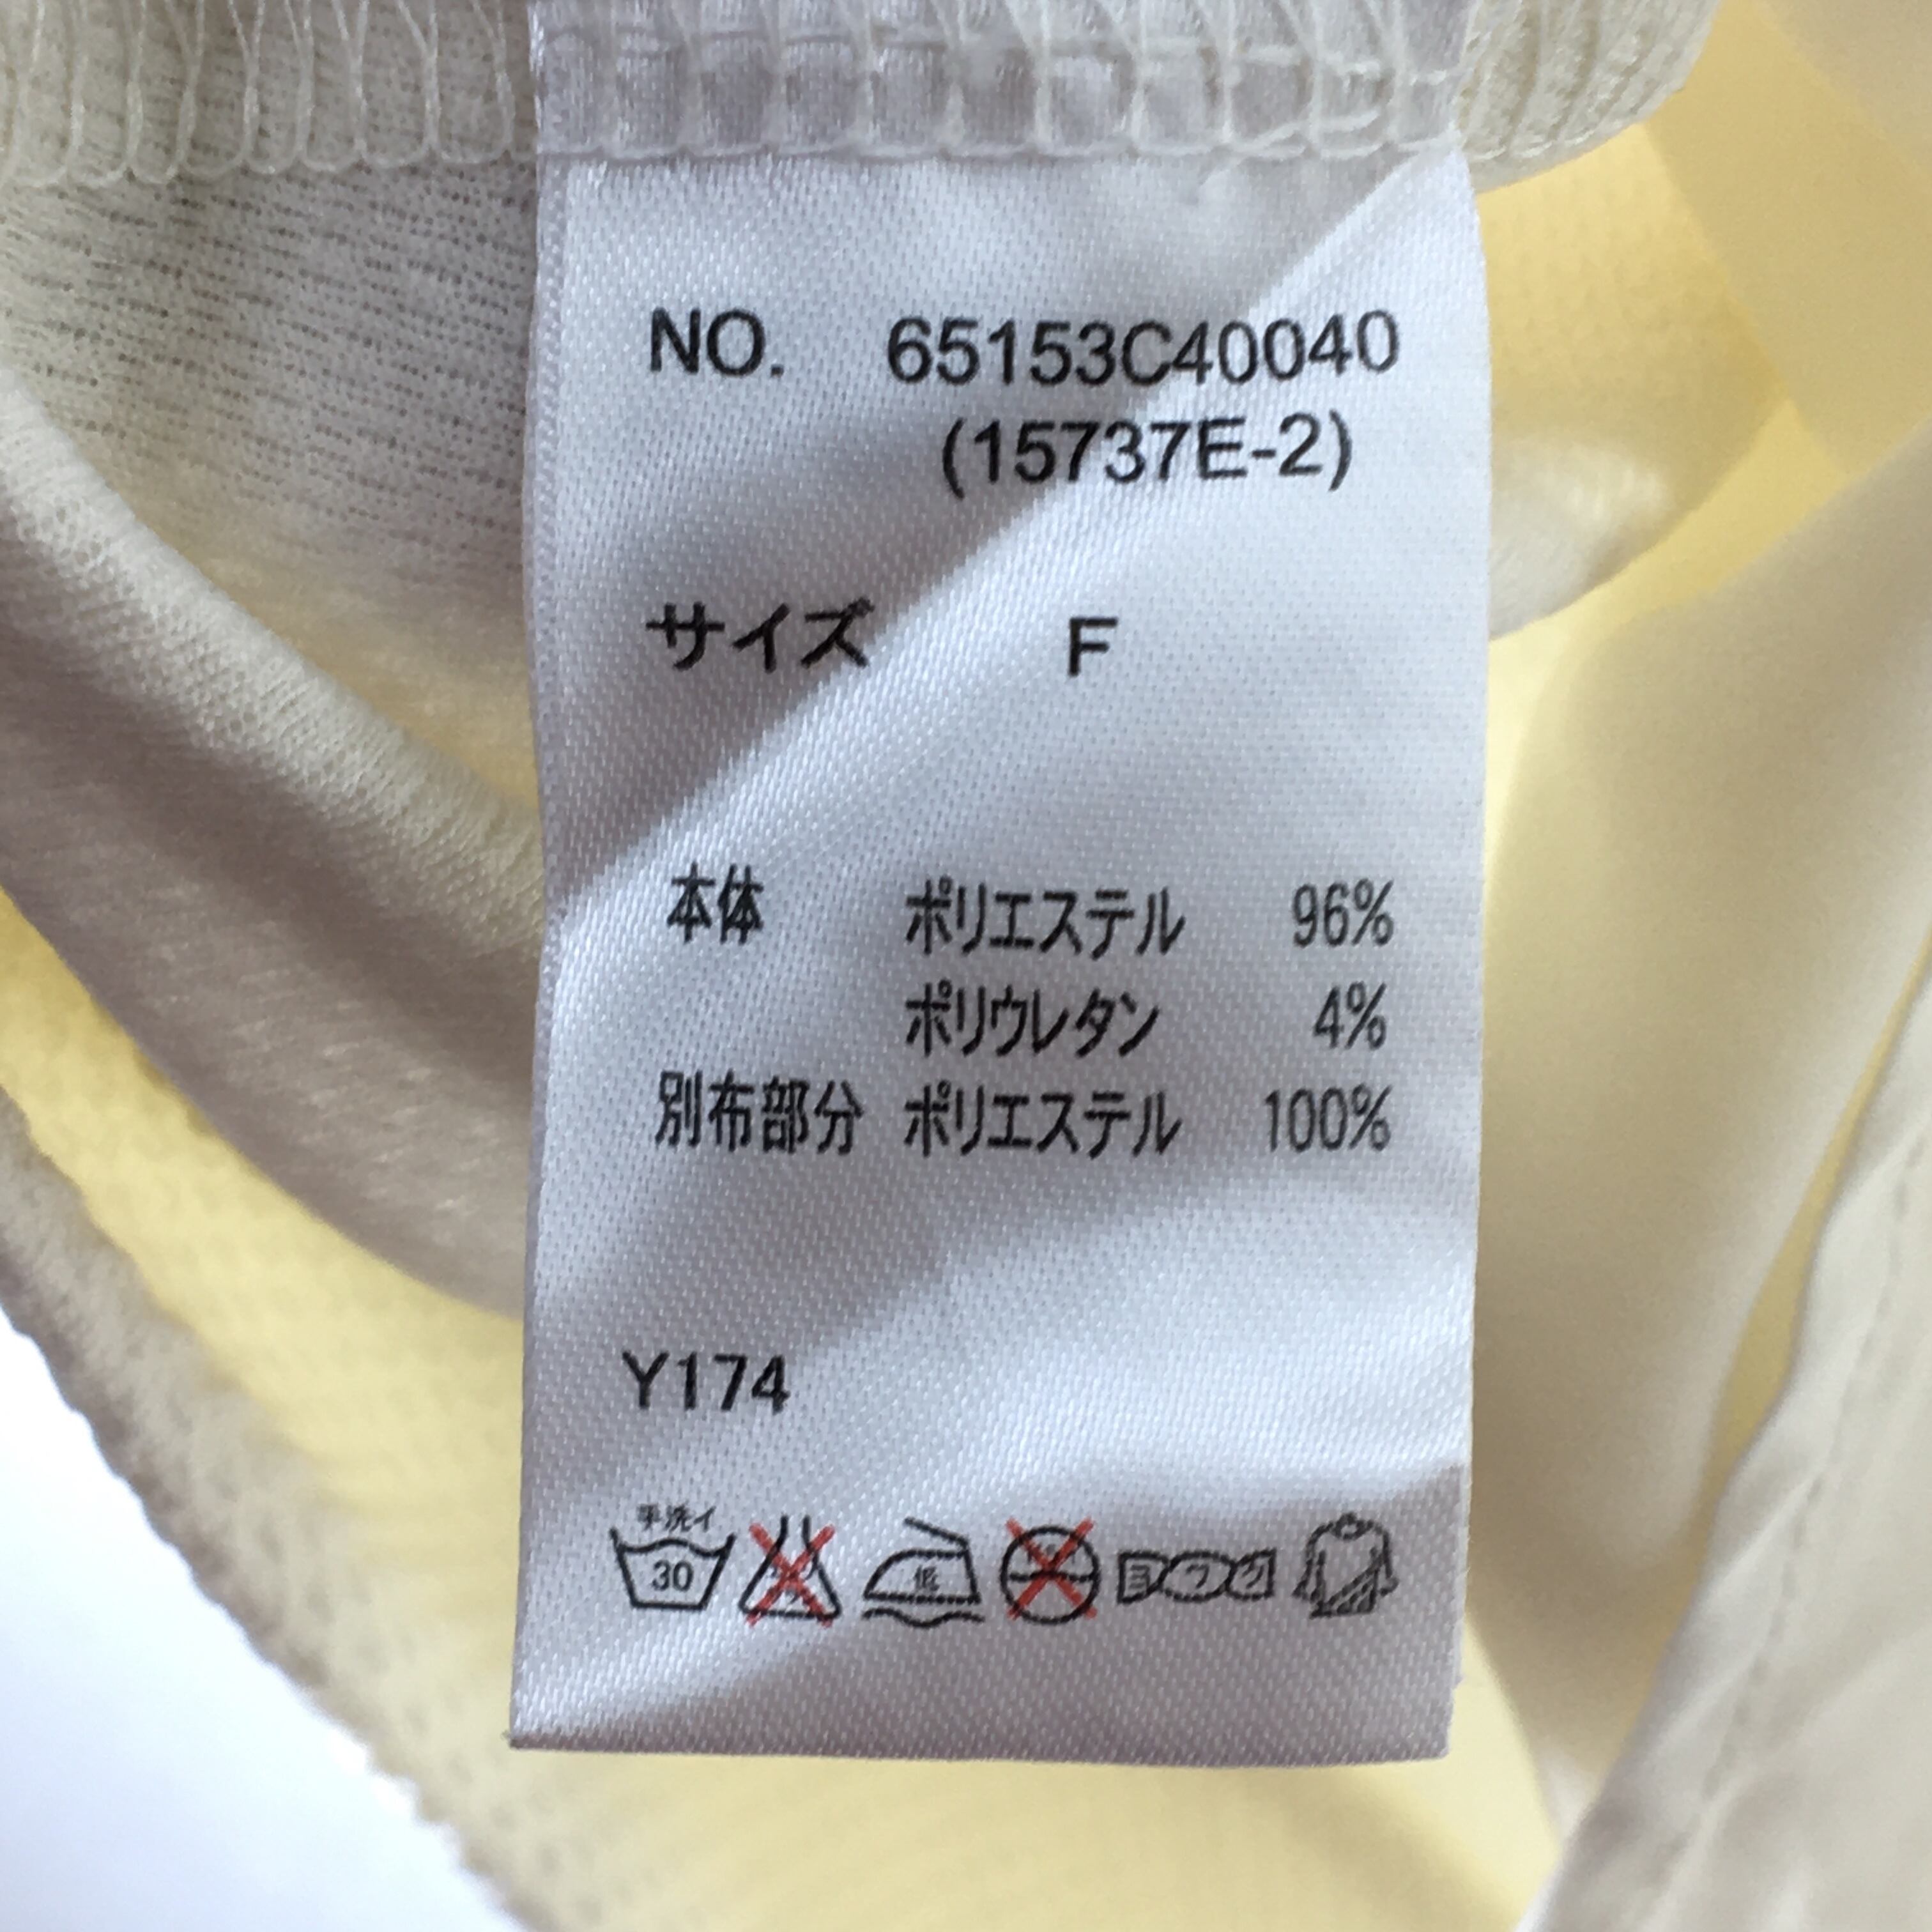 NO. 65153C40040
(15737E-2)
サイズ F
本体 ポリエステル 96%
ポリウレタン 4%
別布部分 ポリエステル 100%
Y174
手洗イ
30 低